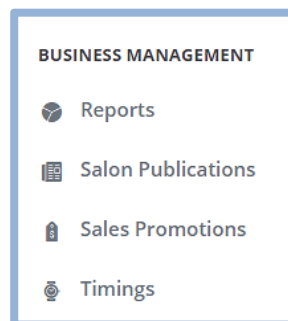 BUSINESS MANAGEMENT
Reports
Salon Publications
Sales Promotions
Timings